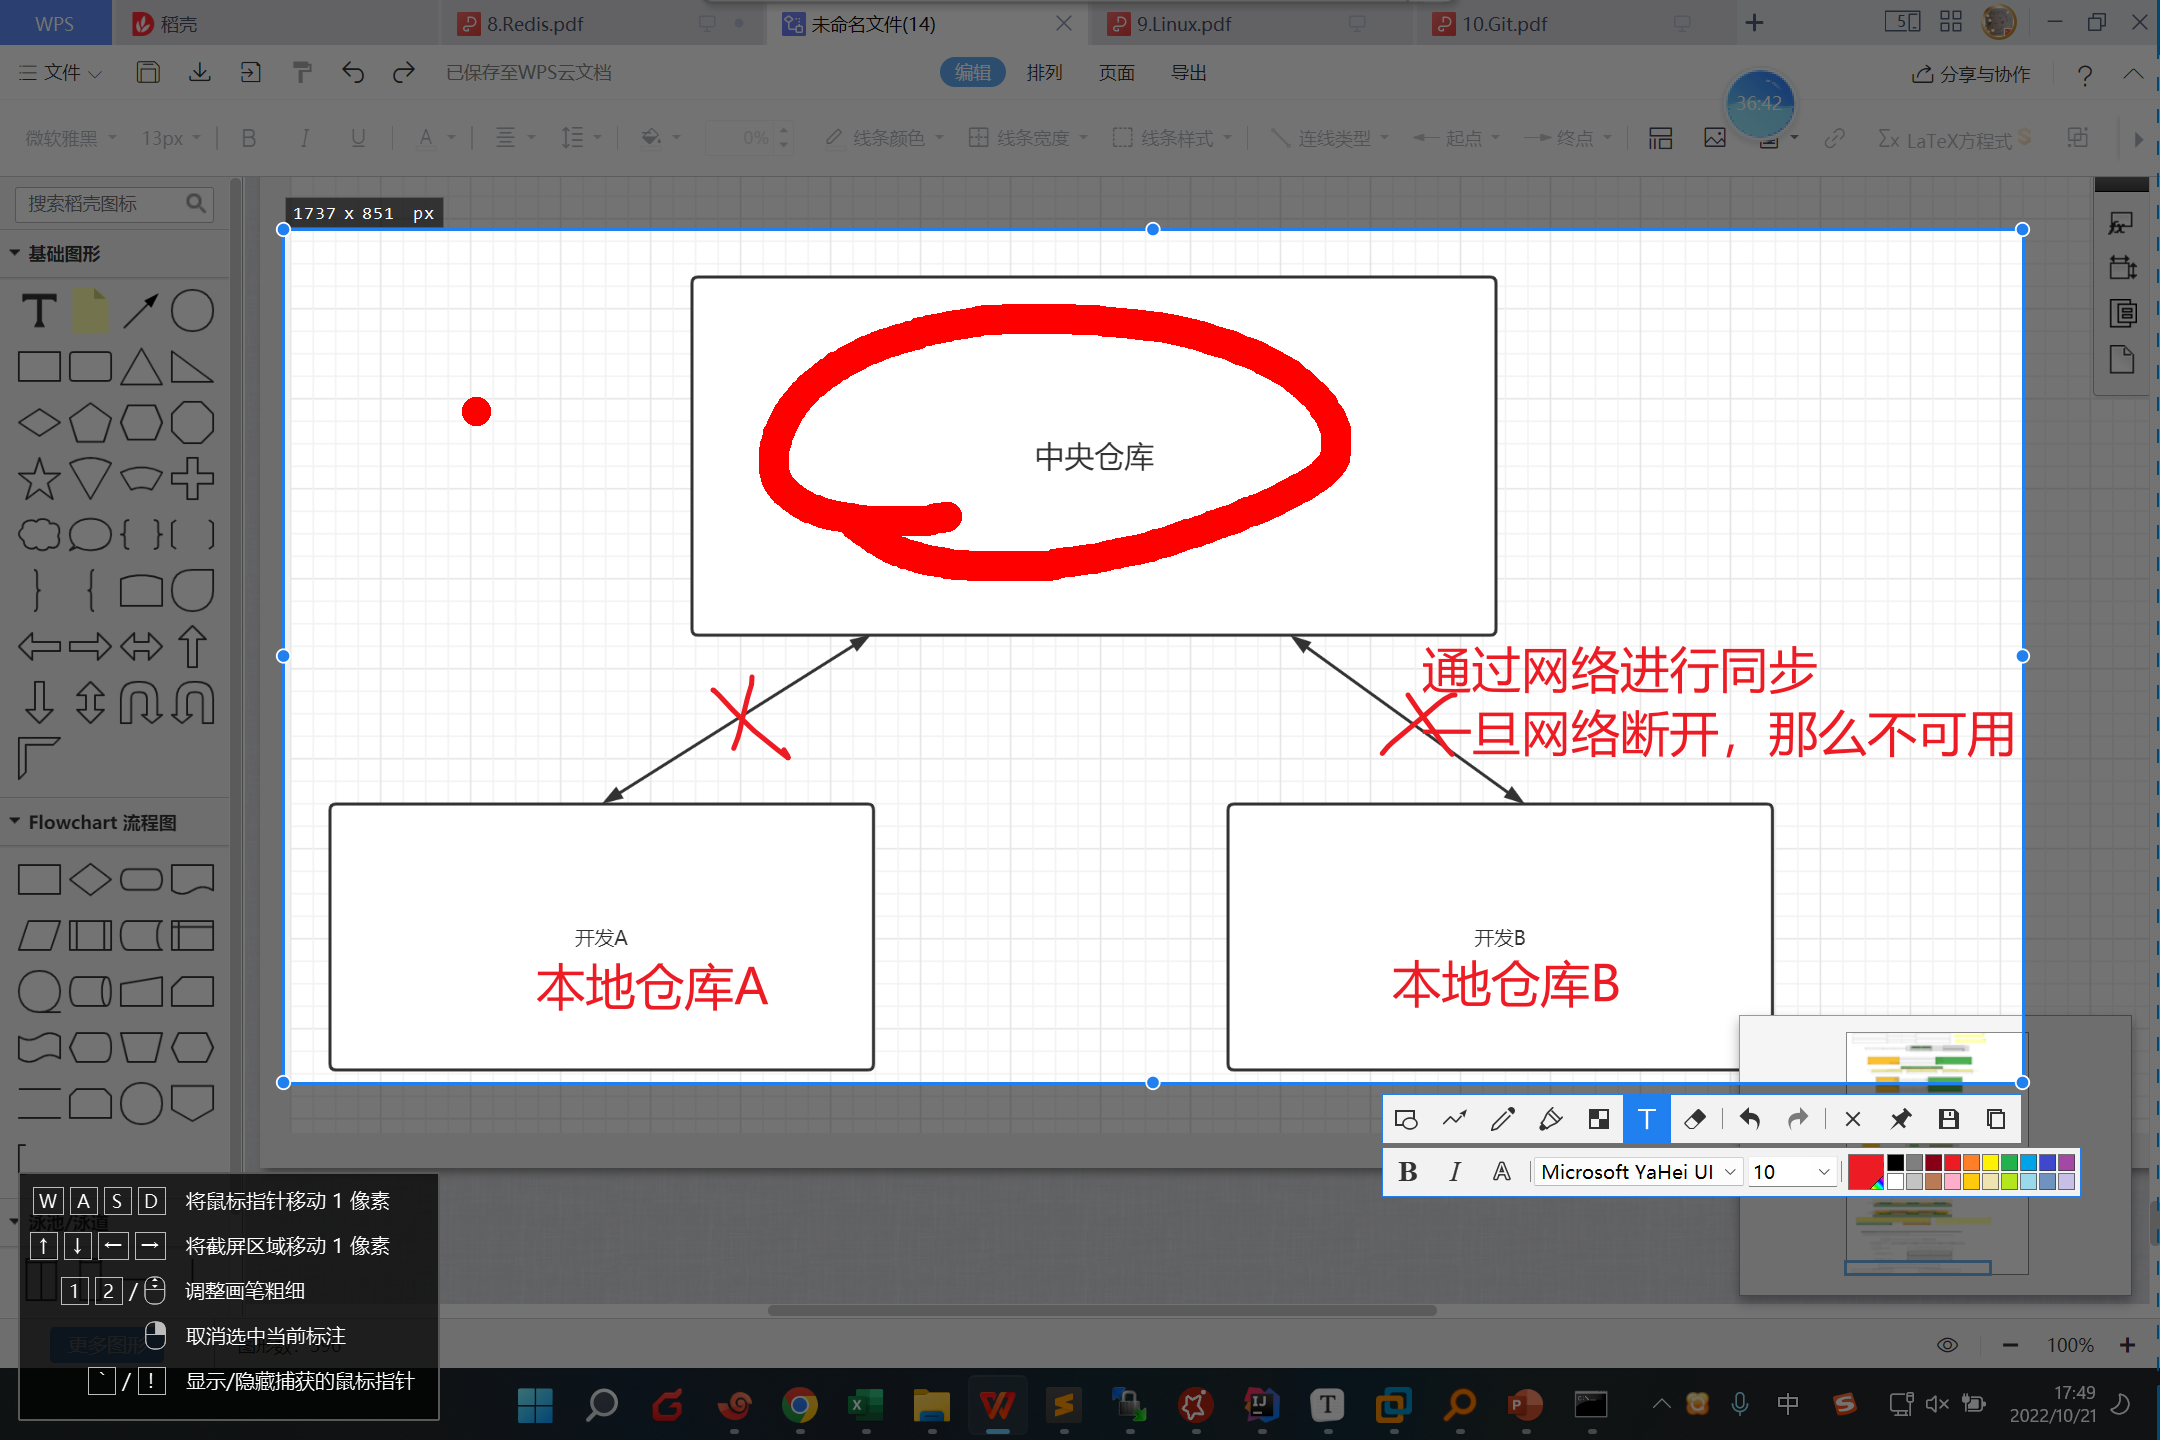 WPS
稻壳
8.Redis.pdf
未命名文件(14)
9.Linux.pdf
10.Git.pdf
5
文件
已保存至WPS云文档
编辑
排列
页面
导出
分享与协作
36:42
微软雅黑
13px
B
I
U
A
0%
线条颜色
线条宽度
线条样式
连线类型
起点
终点
LaTeX方程式
搜索稻壳图标
1737 x 851 px
基础图形
中央仓库
通过网络进行同步
一旦网络断开，那么不可用
Flowchart 流程图
开发A
本地仓库A
开发B
本地仓库B
B
I
A
Microsoft YaHei UI
10
W A S D 将鼠标指针移动 1 像素
泳池/泳道
↑ ↓ ← → 将截屏区域移动 1 像素
1 2 / 调整画笔粗细
取消选中当前标注
更多图形
` / ! 显示/隐藏捕获的鼠标指针
100%
中
17:49
2022/10/21